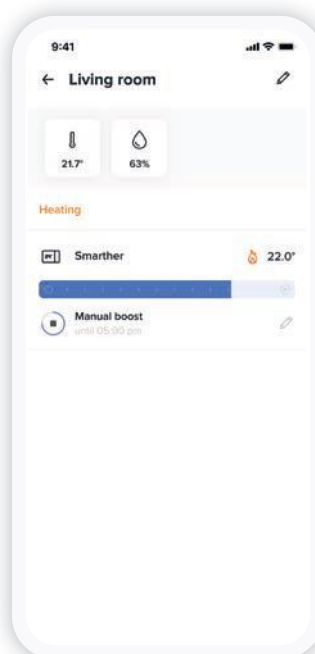 9:41
Living room
21.7°
63%
Heating
Smarther
22.0°
Manual boost
until 05:00 pm